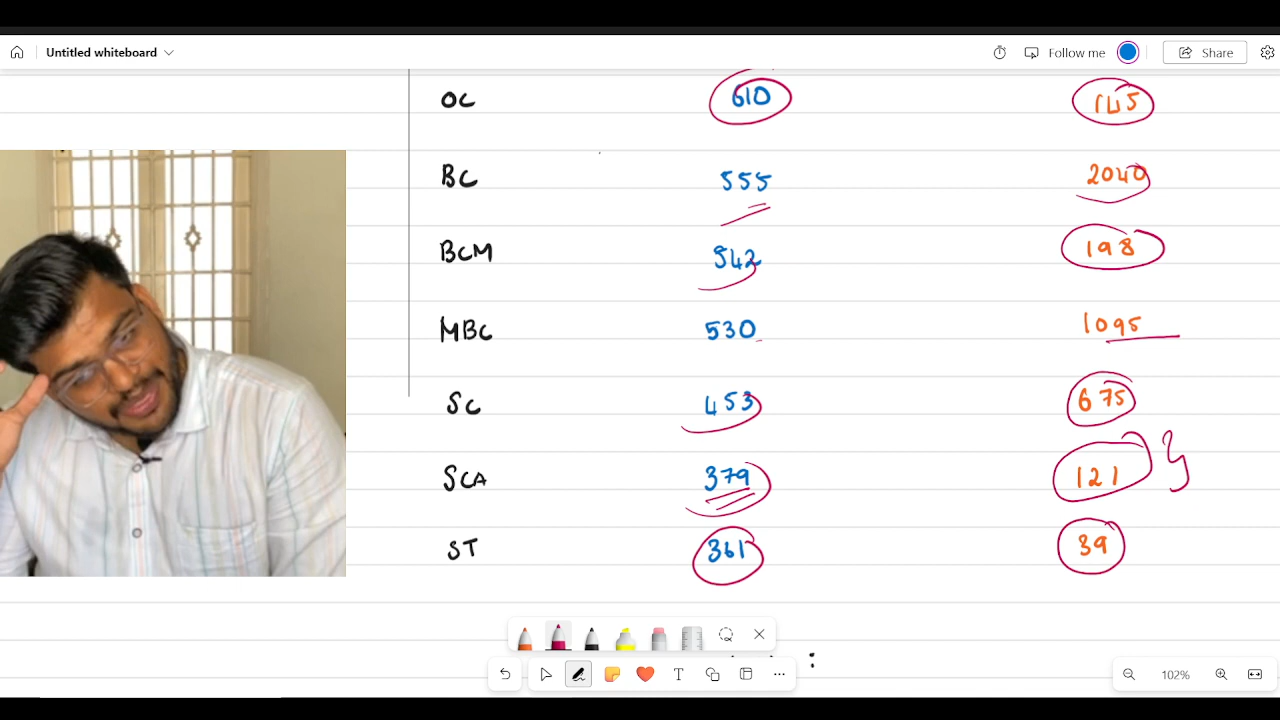 Untitled whiteboard
Follow me
Share
OC 610 145
BC 555 2040
BCM 542 198
MBC 530 1095
SC 453 675
SCA 379 121
ST 361 39
:
T
102%